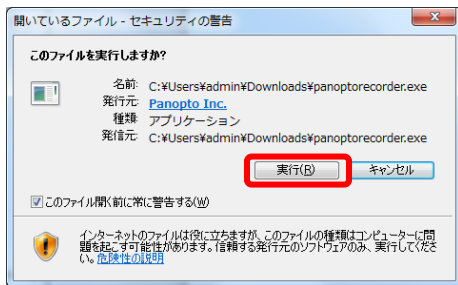 開いているファイル - セキュリティの警告
このファイルを実行しますか?
名前: C:¥Users¥admin¥Downloads¥panoptorecorder.exe
発行元: Panopto Inc.
種類: アプリケーション
発信元: C:¥Users¥admin¥Downloads¥panoptorecorder.exe
実行(R) キャンセル
このファイル開く前に常に警告する(W)
インターネットのファイルは役に立ちますが、このファイルの種類はコンピューターに問
題を起こす可能性があります。信頼する発行元のソフトウェアのみ、実行してくださ
い。危険性の説明